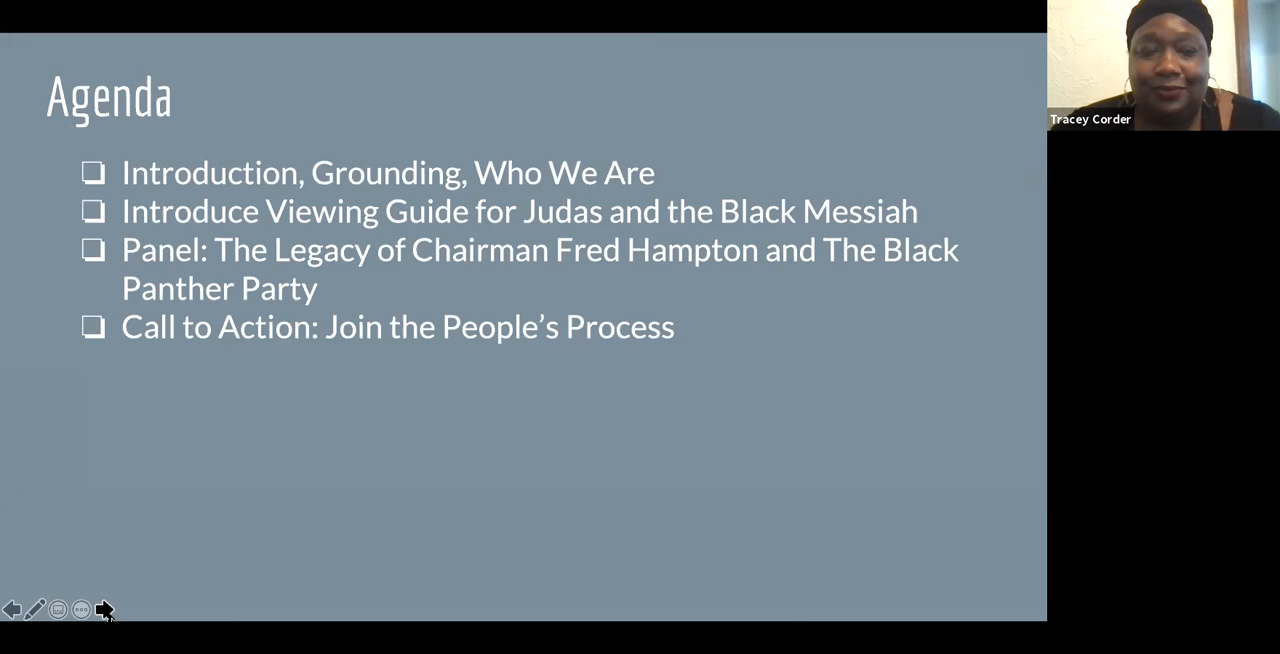 Agenda
❏ Introduction, Grounding, Who We Are
❏ Introduce Viewing Guide for Judas and the Black Messiah
❏ Panel: The Legacy of Chairman Fred Hampton and The Black
Panther Party
❏ Call to Action: Join the People’s Process
Tracey Corder